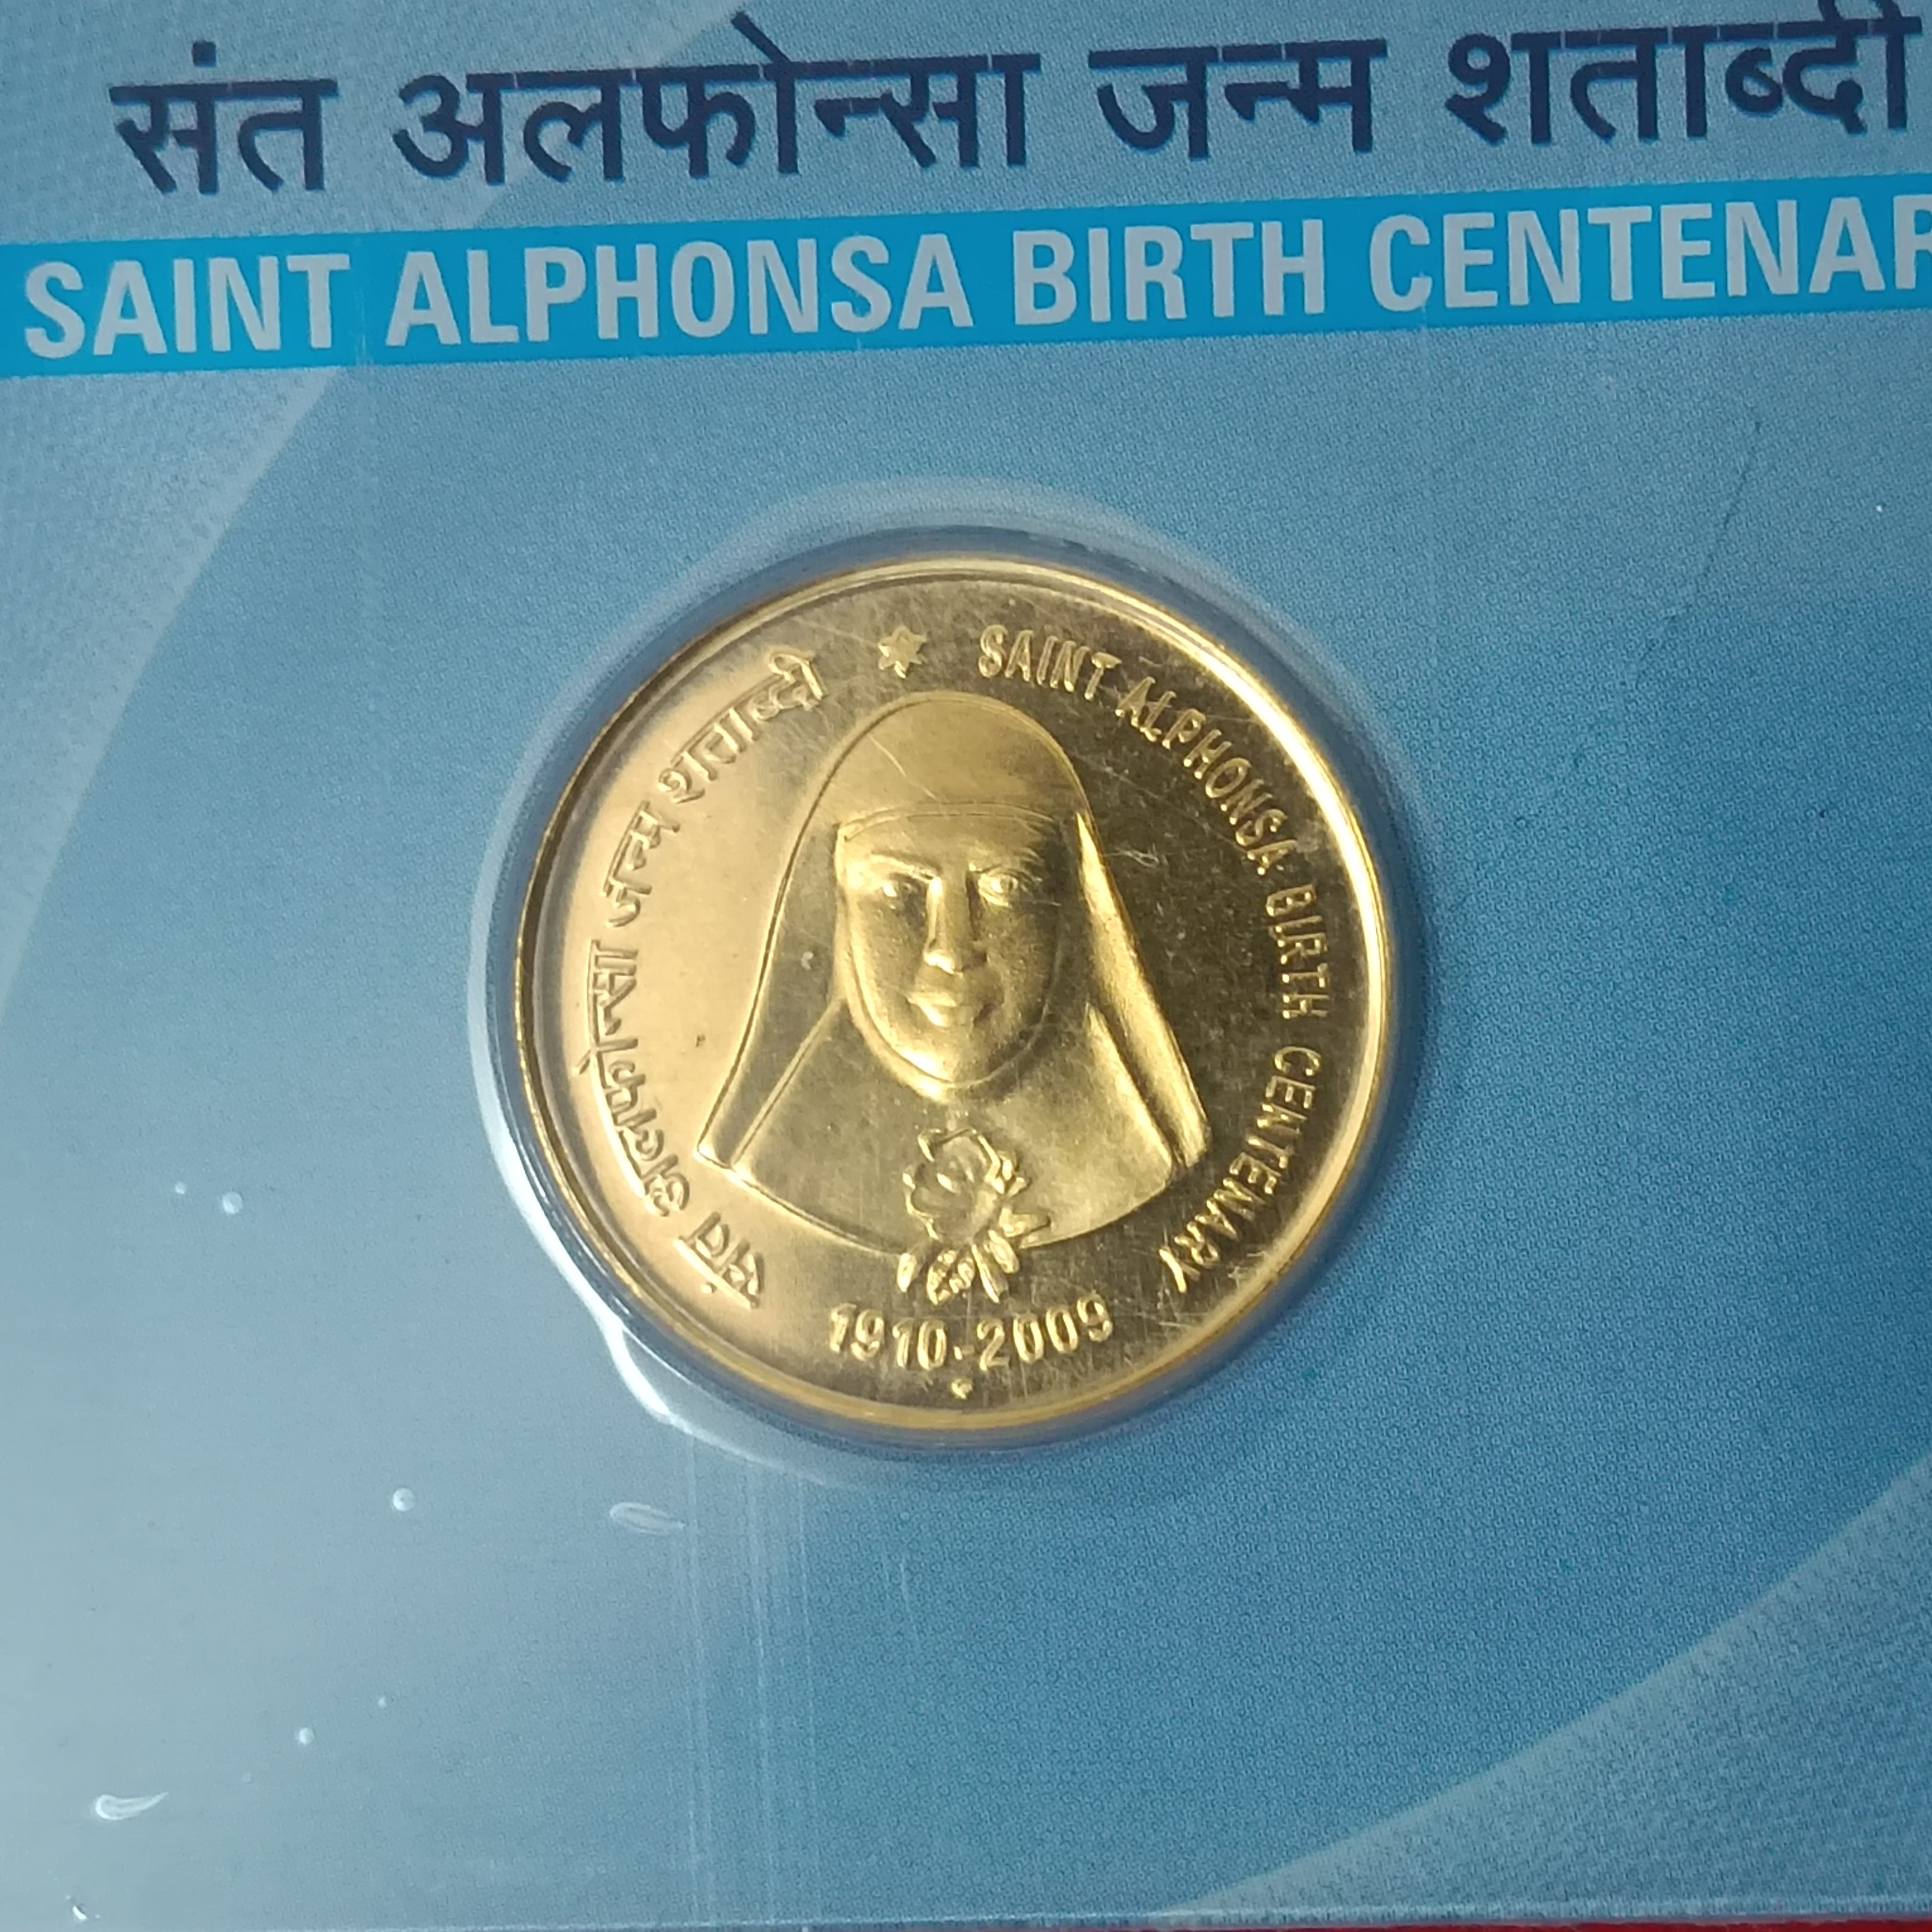 संत अलफोन्सा जन्म शताब्दी
SAINT ALPHONSA BIRTH CENTENAR
संत अलफोन्सा जन्म शताब्दी
SAINT ALPHONSA BIRTH CENTENARY
1910-2009